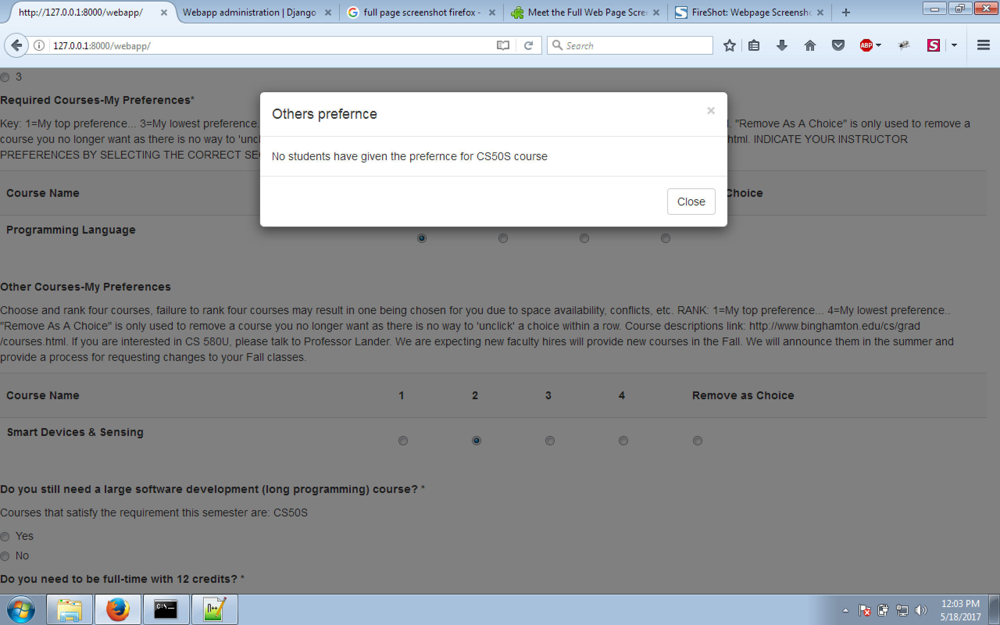 http://127.0.0.1:8000/webapp/
Webapp administration | Django
full page screenshot firefox -
Meet the Full Web Page Scree
FireShot: Webpage Screensho
127.0.0.1:8000/webapp/
Search
ABP
S
3
Required Courses-My Preferences*
Key: 1=My top preference... 3=My lowest preference. . "Remove As A Choice" is only used to remove a
course you no longer want as there is no way to 'uncl html. INDICATE YOUR INSTRUCTOR
PREFERENCES BY SELECTING THE CORRECT SE
Others prefernce
×
No students have given the prefernce for CS50S course
Close
Course Name Choice
Programming Language
Other Courses-My Preferences
Choose and rank four courses, failure to rank four courses may result in one being chosen for you due to space availability, conflicts, etc. RANK: 1=My top preference... 4=My lowest preference..
"Remove As A Choice" is only used to remove a course you no longer want as there is no way to 'unclick' a choice within a row. Course descriptions link: http://www.binghamton.edu/cs/grad
/courses.html. If you are interested in CS 580U, please talk to Professor Lander. We are expecting new faculty hires will provide new courses in the Fall. We will announce them in the summer and
provide a process for requesting changes to your Fall classes.
Course Name 1 2 3 4 Remove as Choice
Smart Devices & Sensing
Do you still need a large software development (long programming) course? *
Courses that satisfy the requirement this semester are: CS50S
Yes
No
Do you need to be full-time with 12 credits? *
C:\
12:03 PM
5/18/2017